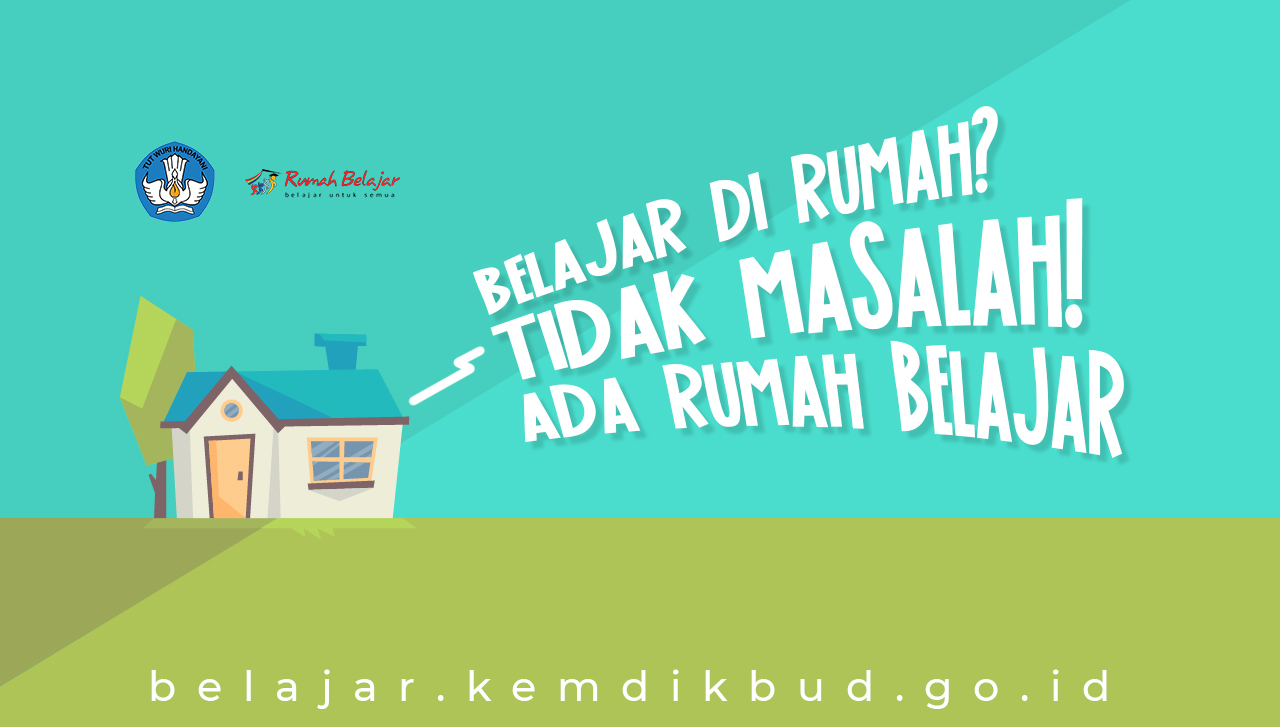 TUT WURI HANDAYANI
Rumah Belajar
belajar untuk semua
BELAJAR DI RUMAH?
TIDAK MASALAH!
ADA RUMAH BELAJAR
belajar.kemdikbud.go.id